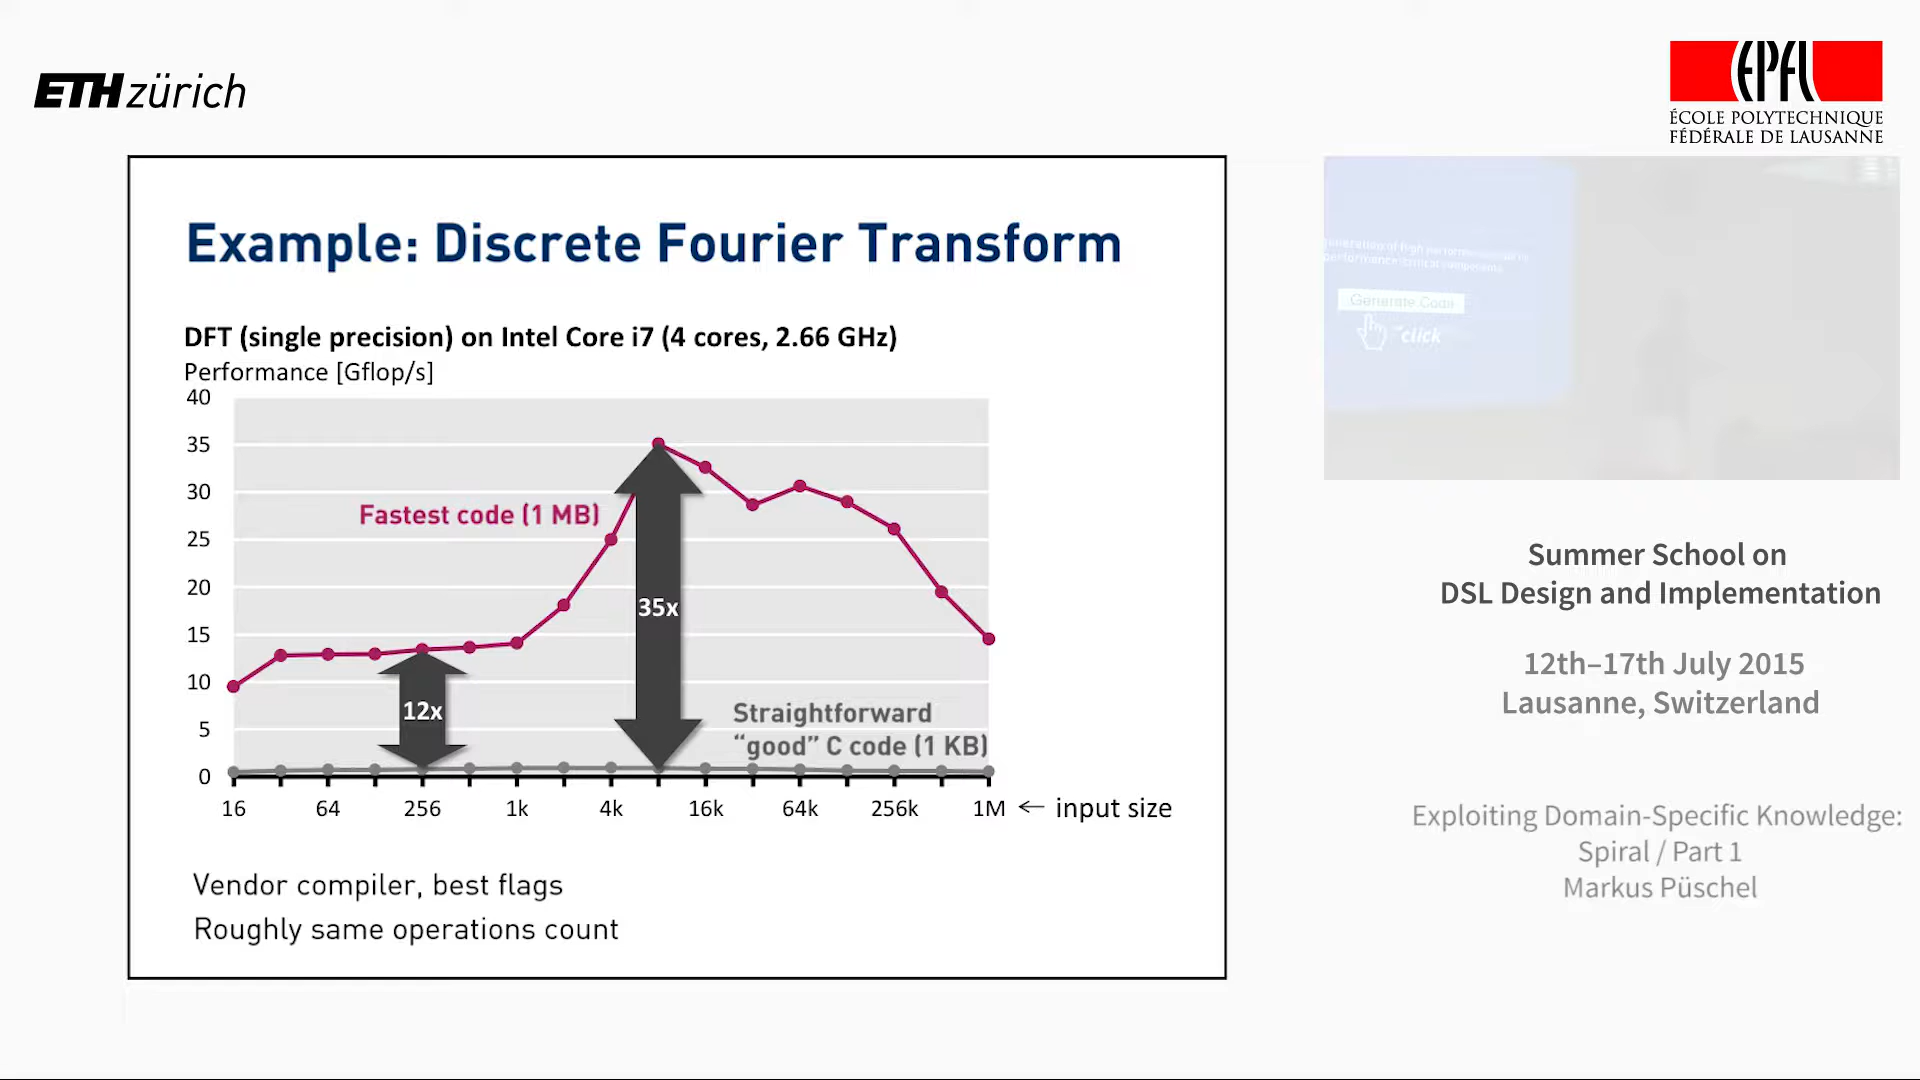 ETH zürich
EPFL
ÉCOLE POLYTECHNIQUE
FÉDÉRALE DE LAUSANNE
Example: Discrete Fourier Transform
DFT (single precision) on Intel Core i7 (4 cores, 2.66 GHz)
Performance [Gflop/s]
40
35
30
25
20
15
10
5
0
Fastest code (1 MB)
35x
12x
Straightforward
“good” C code (1 KB)
16 64 256 1k 4k 16k 64k 256k 1M ← input size
Vendor compiler, best flags
Roughly same operations count
Generate Code
"click
Summer School on
DSL Design and Implementation
12th–17th July 2015
Lausanne, Switzerland
Exploiting Domain-Specific Knowledge:
Spiral / Part 1
Markus Püschel